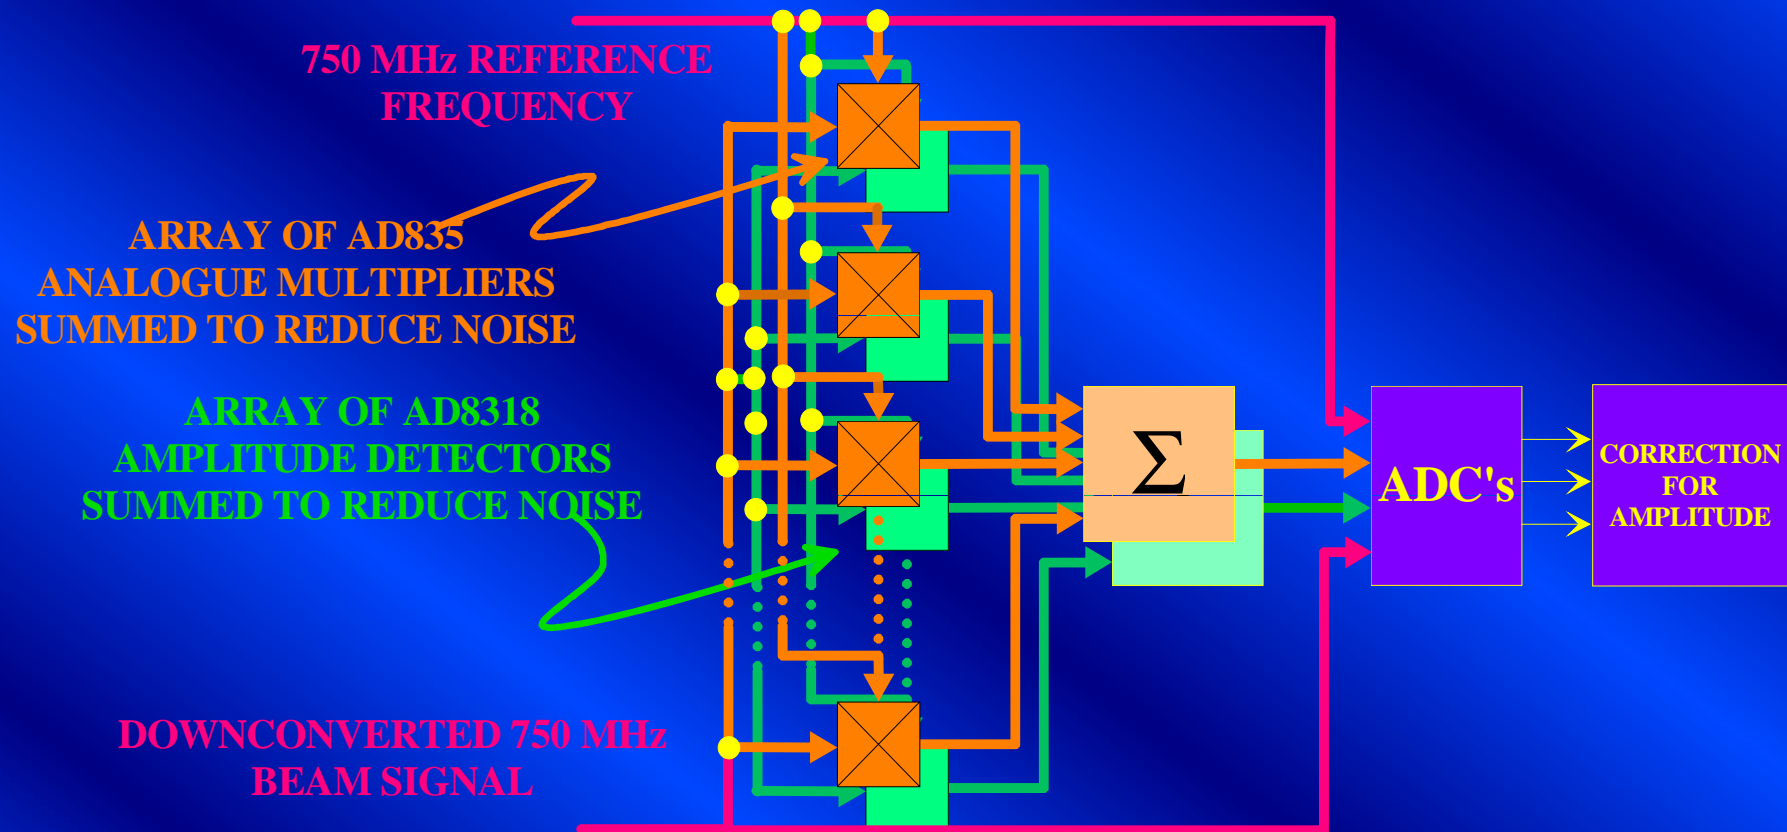 750 MHz REFERENCE
FREQUENCY
ARRAY OF AD835
ANALOGUE MULTIPLIERS
SUMMED TO REDUCE NOISE
ARRAY OF AD8318
AMPLITUDE DETECTORS
SUMMED TO REDUCE NOISE
DOWNCONVERTED 750 MHz
BEAM SIGNAL
Σ
ADC's
CORRECTION
FOR
AMPLITUDE